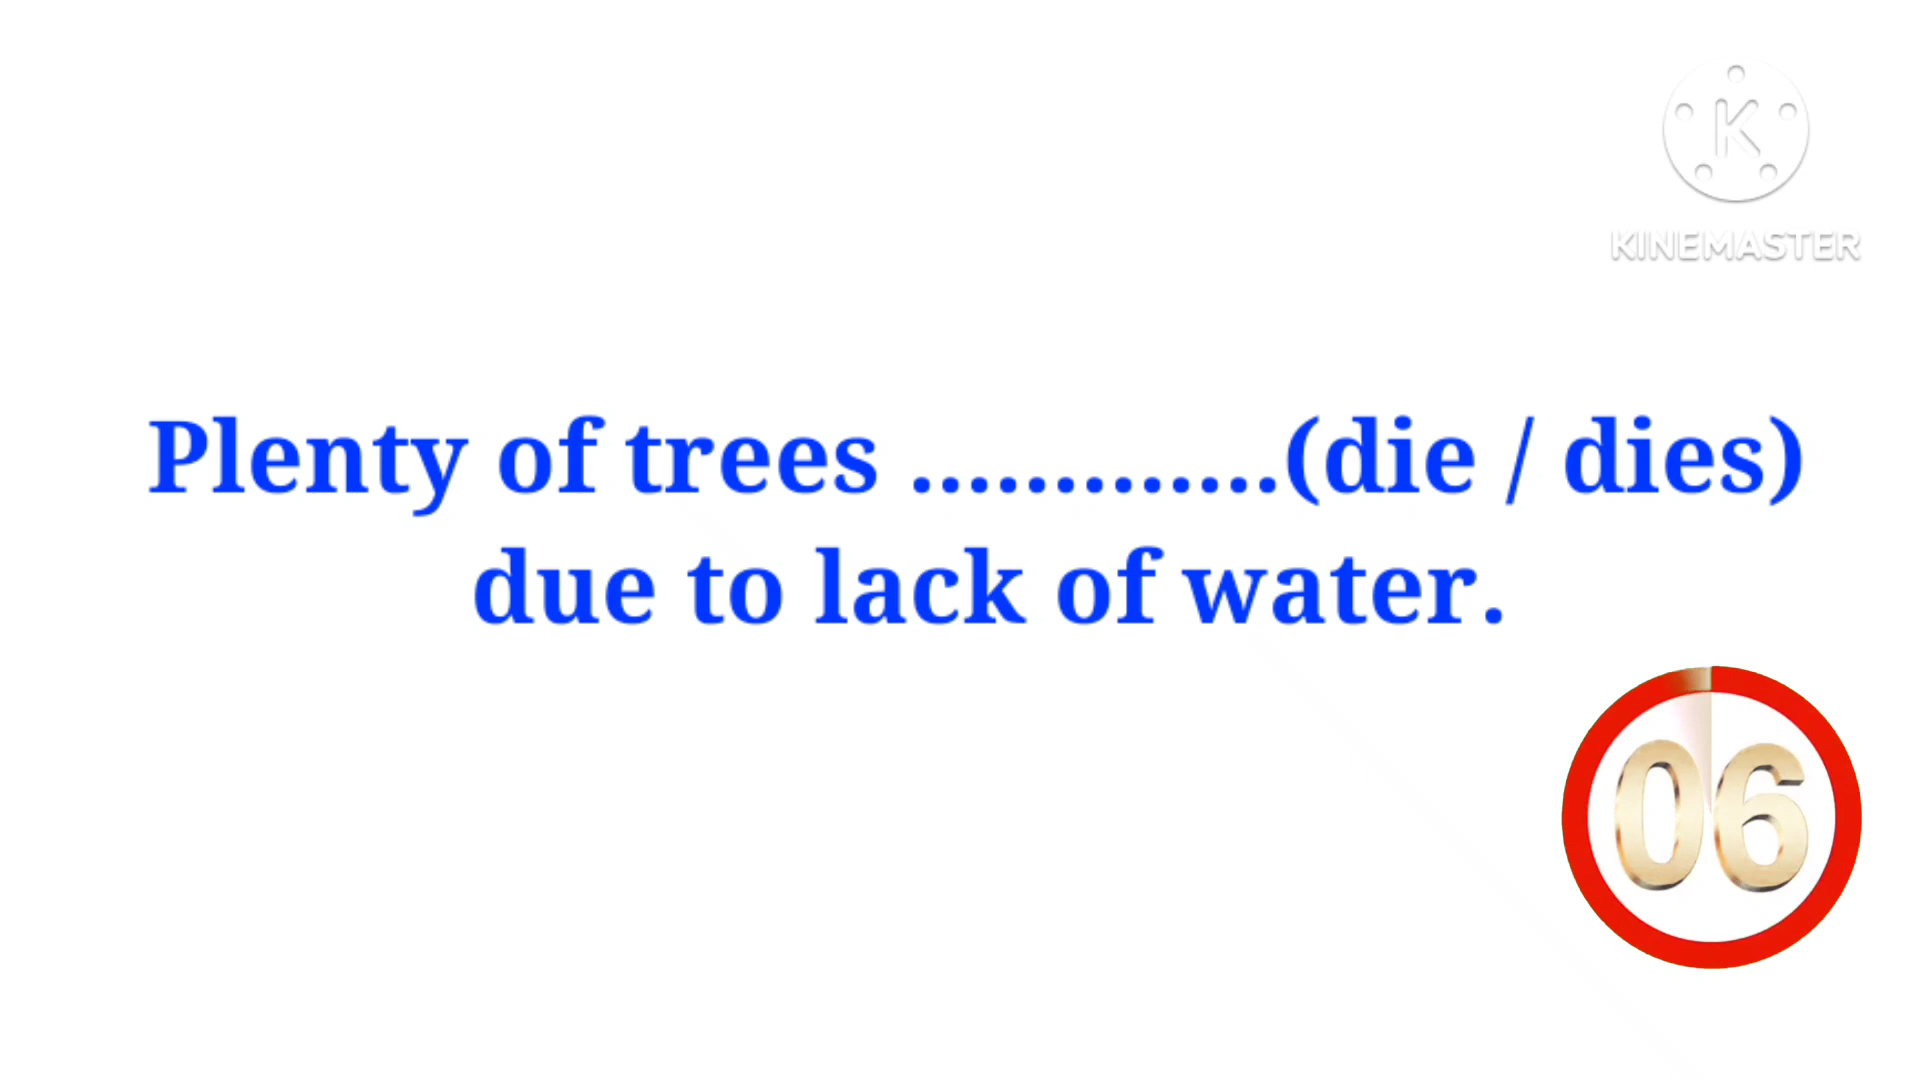 K
KINEMASTER
Plenty of trees .............(die / dies)
due to lack of water.
06